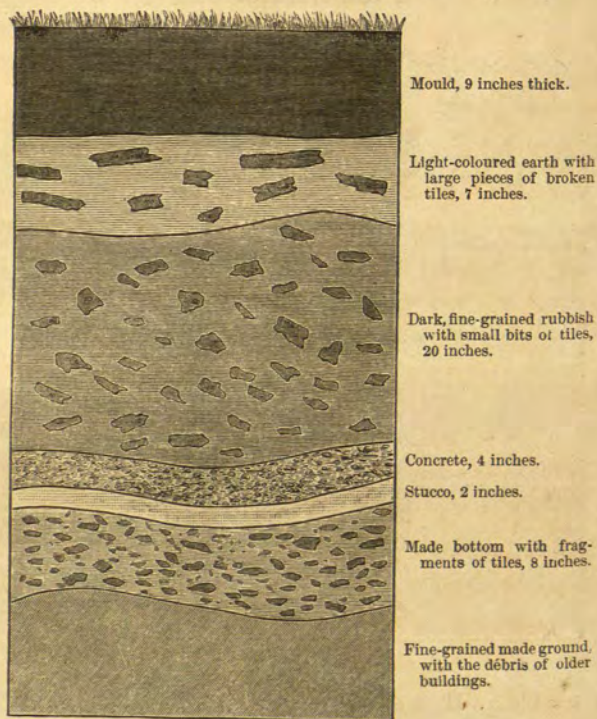 Mould, 9 inches thick.
Light-coloured earth with
large pieces of broken
tiles, 7 inches.
Dark, fine-grained rubbish
with small bits of tiles,
20 inches.
Concrete, 4 inches.
Stucco, 2 inches.
Made bottom with frag-
ments of tiles, 8 inches.
Fine-grained made ground,
with the débris of older
buildings.